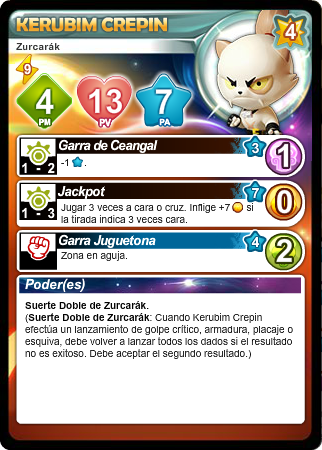 KERUBIM CREPIN
4
Zurcarák
9
4 13 7
PM PV PA
Garra de Ceangal 3
1
1 - 2
-1 .
Jackpot 7
0
1 - 3
Jugar 3 veces a cara o cruz. Inflige +7 si
la tirada indica 3 veces cara.
Garra Juguetona 4
2
Zona en aguja.
Poder(es)
Suerte Doble de Zurcarák.
(Suerte Doble de Zurcarák: Cuando Kerubim Crepin
efectúa un lanzamiento de golpe crítico, armadura, placaje o
esquiva, debe volver a lanzar todos los dados si el resultado
no es exitoso. Debe aceptar el segundo resultado.)